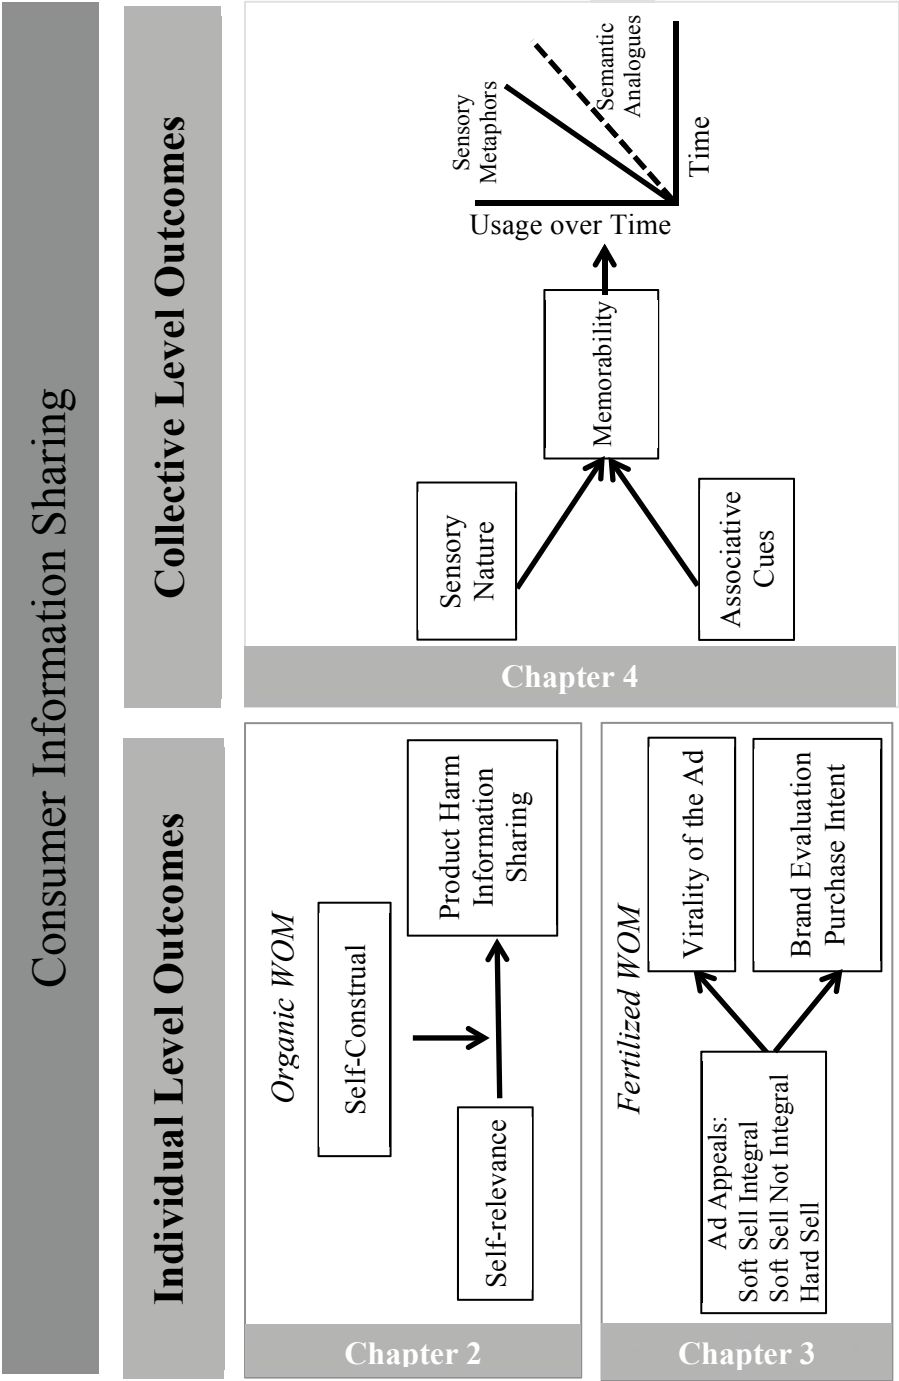 Consumer Information Sharing
Individual Level Outcomes
Collective Level Outcomes
Chapter 2
Organic WOM
Self-Construal
Self-relevance
Product Harm
Information
Sharing
Chapter 3
Fertilized WOM
Ad Appeals:
Soft Sell Integral
Soft Sell Not Integral
Hard Sell
Virality of the Ad
Brand Evaluation
Purchase Intent
Chapter 4
Sensory
Nature
Associative
Cues
Memorability
Usage over Time
Sensory
Metaphors
Semantic
Analogues
Time